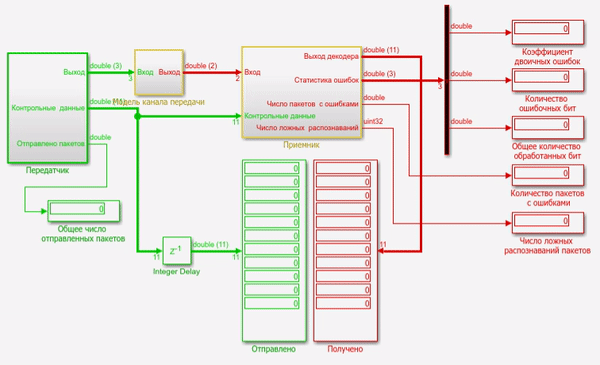 Выход
Контрольные данные
Отправлено пакетов
Передатчик
double (3)
3
double
0
Общее число
отправленных пакетов
Вход
Выход
Модель канала передачи
double (2)
2
11
Вход
Контрольные данные
Выход декодера
Статистика ошибок
Число пакетов с ошибками
Число ложных распознаваний
Приемник
double (11)
double (3)
double
uint32
3
double
double
double
0
Коэффициент
двоичных ошибок
0
Количество
ошибочных бит
0
Общее количество
обработанных бит
0
Количество пакетов
с ошибками
0
Число ложных
распознаваний пакетов
11
Z-1
Integer Delay
double (11)
11
0
0
0
0
0
0
0
0
0
0
0
Отправлено
0
0
0
0
0
0
0
0
0
0
0
Получено
11